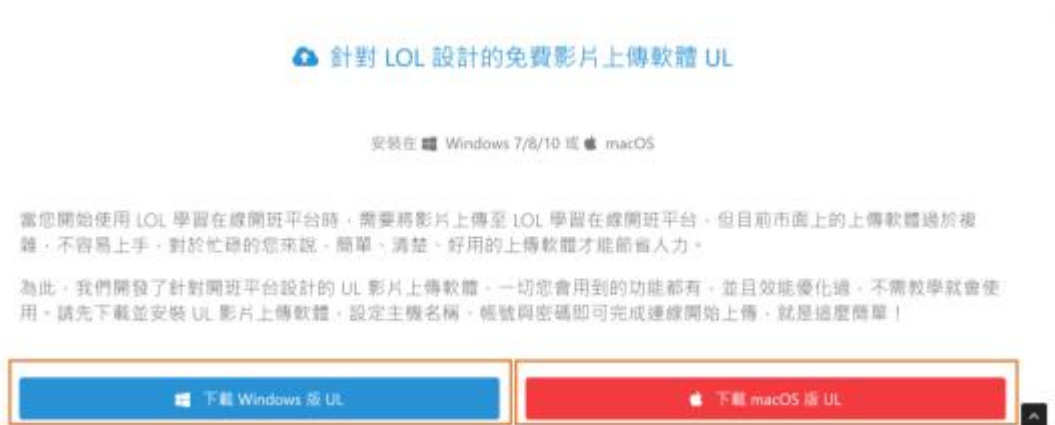 針對 LOL 設計的免費影片上傳軟體 UL
安裝在 Windows 7/8/10 或 macOS
當您開始使用 LOL 學習在線開班平台時，需要將影片上傳至 LOL 學習在線開班平台，但目前市面上的上傳軟體過於複
雜，不容易上手，對於忙碌的您來說，簡單、清楚、好用的上傳軟體才能節省人力。
為此，我們開發了針對開班平台設計的 UL 影片上傳軟體，一切您會用到的功能都有，並且效能優化過，不需教學就會使
用。請先下載並安裝 UL 影片上傳軟體，設定主機名稱、帳號與密碼即可完成連線開始上傳，就是這麼簡單！
下載 Windows 版 UL
下載 macOS 版 UL